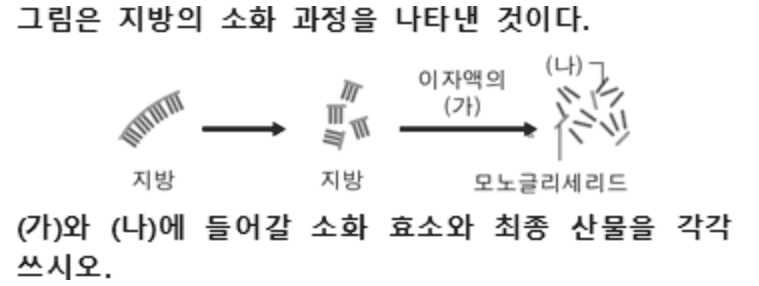 그림은 지방의 소화 과정을 나타낸 것이다.
이자액의
(가)
(나)
지방
지방
모노글리세리드
(가)와 (나)에 들어갈 소화 효소와 최종 산물을 각각
쓰시오.